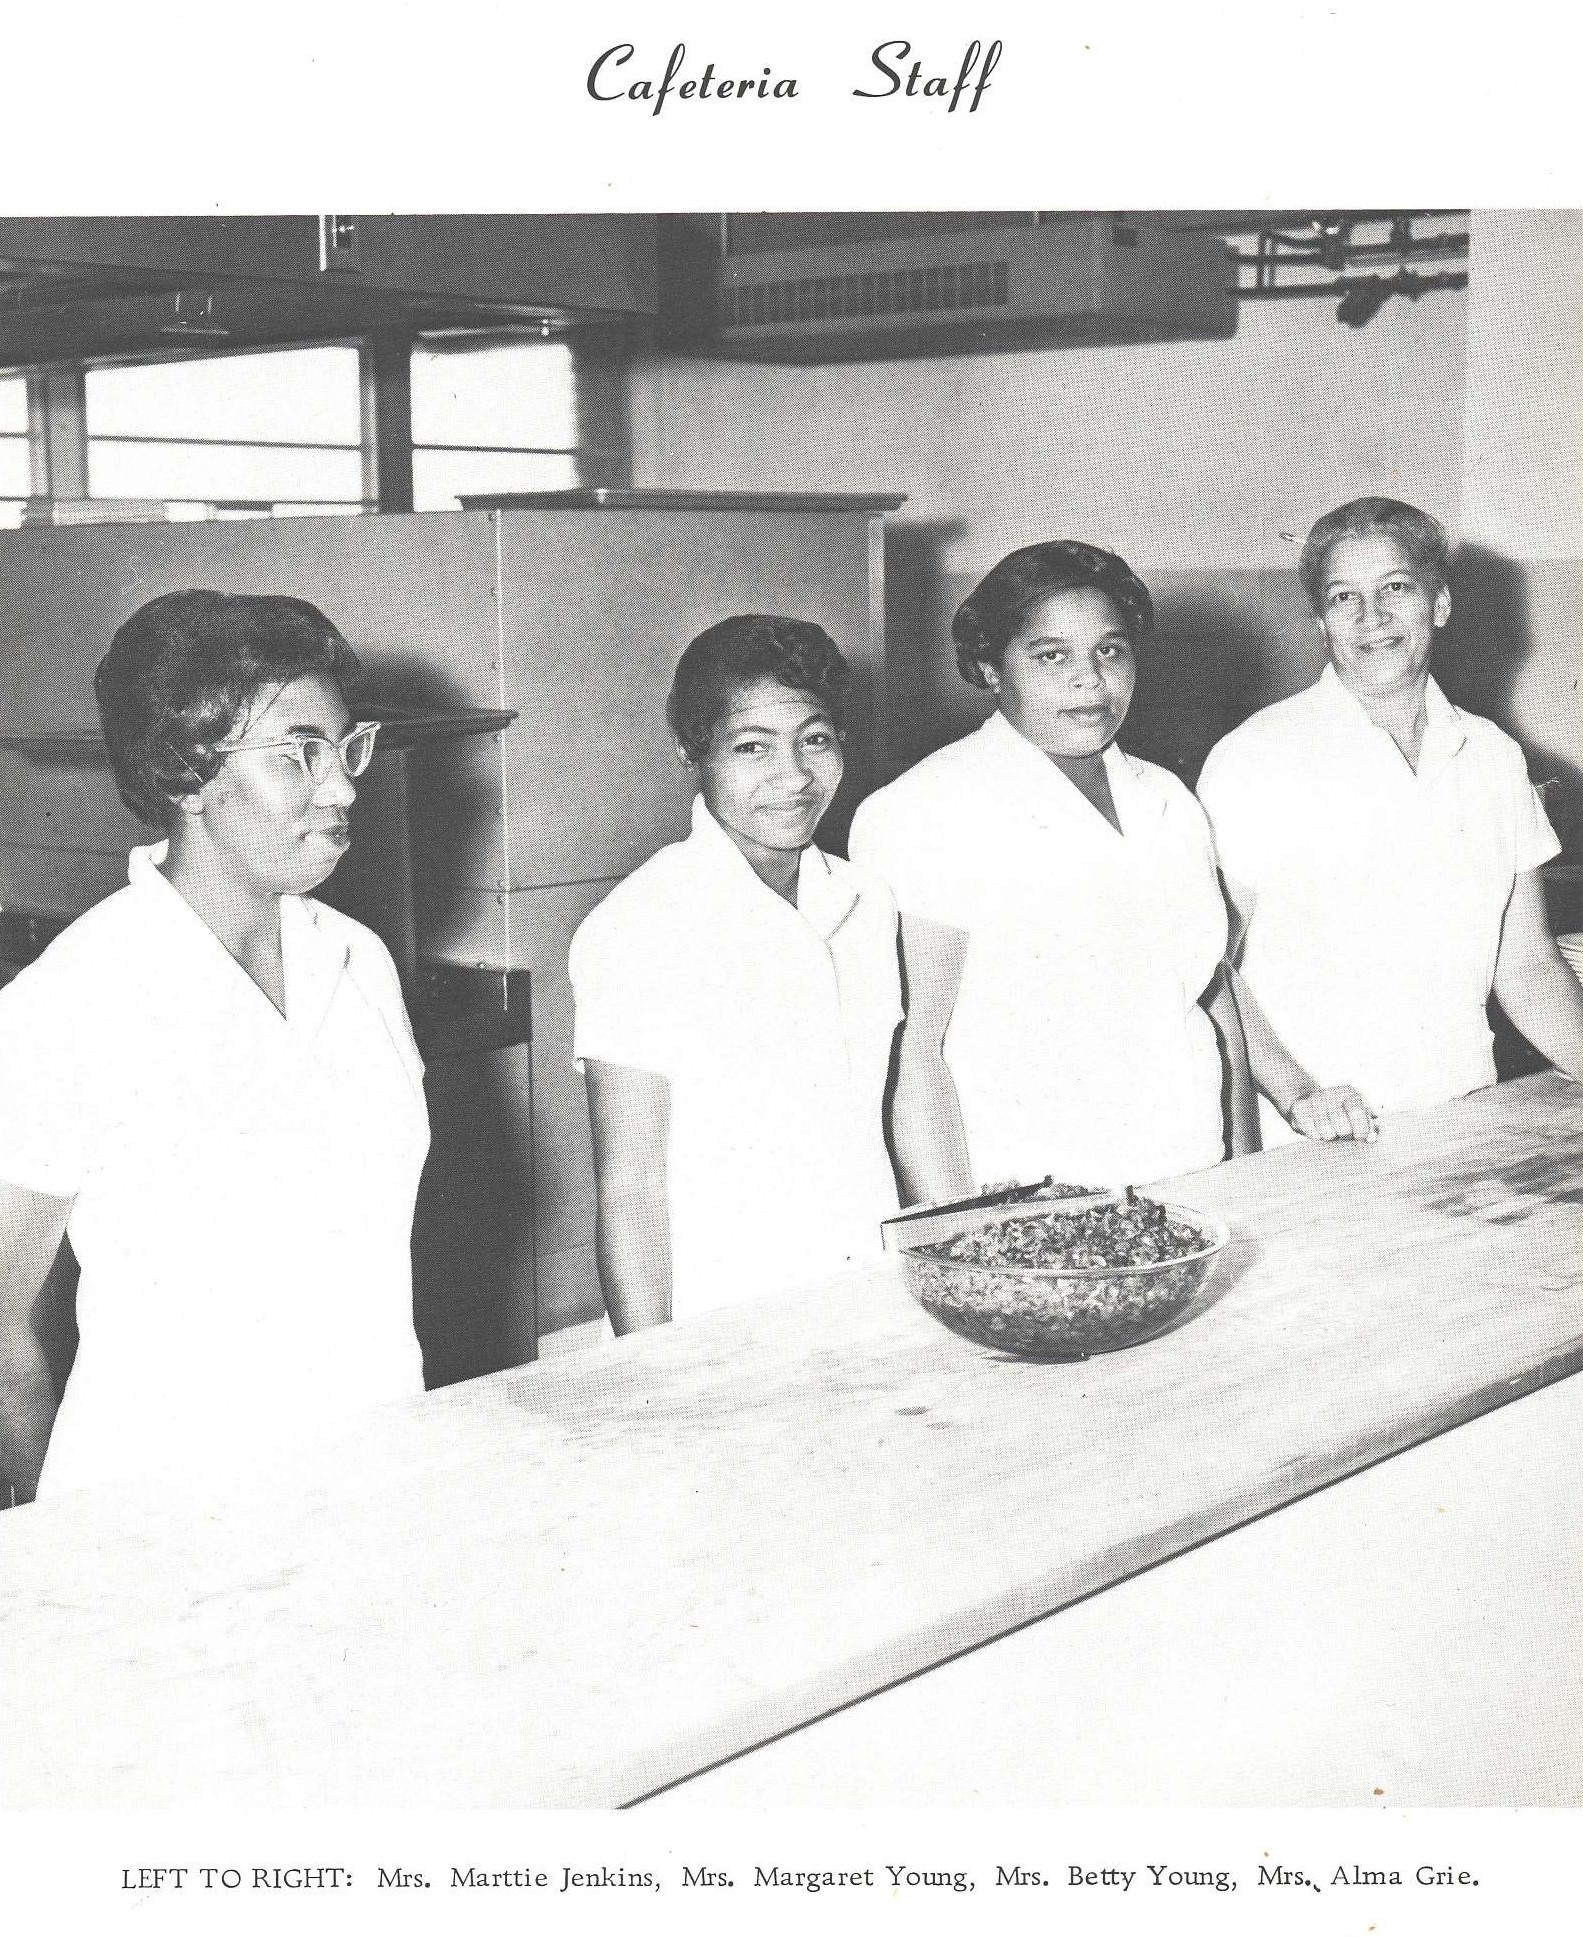 Cafeteria Staff
LEFT TO RIGHT: Mrs. Marttie Jenkins, Mrs. Margaret Young, Mrs. Betty Young, Mrs. Alma Grie.